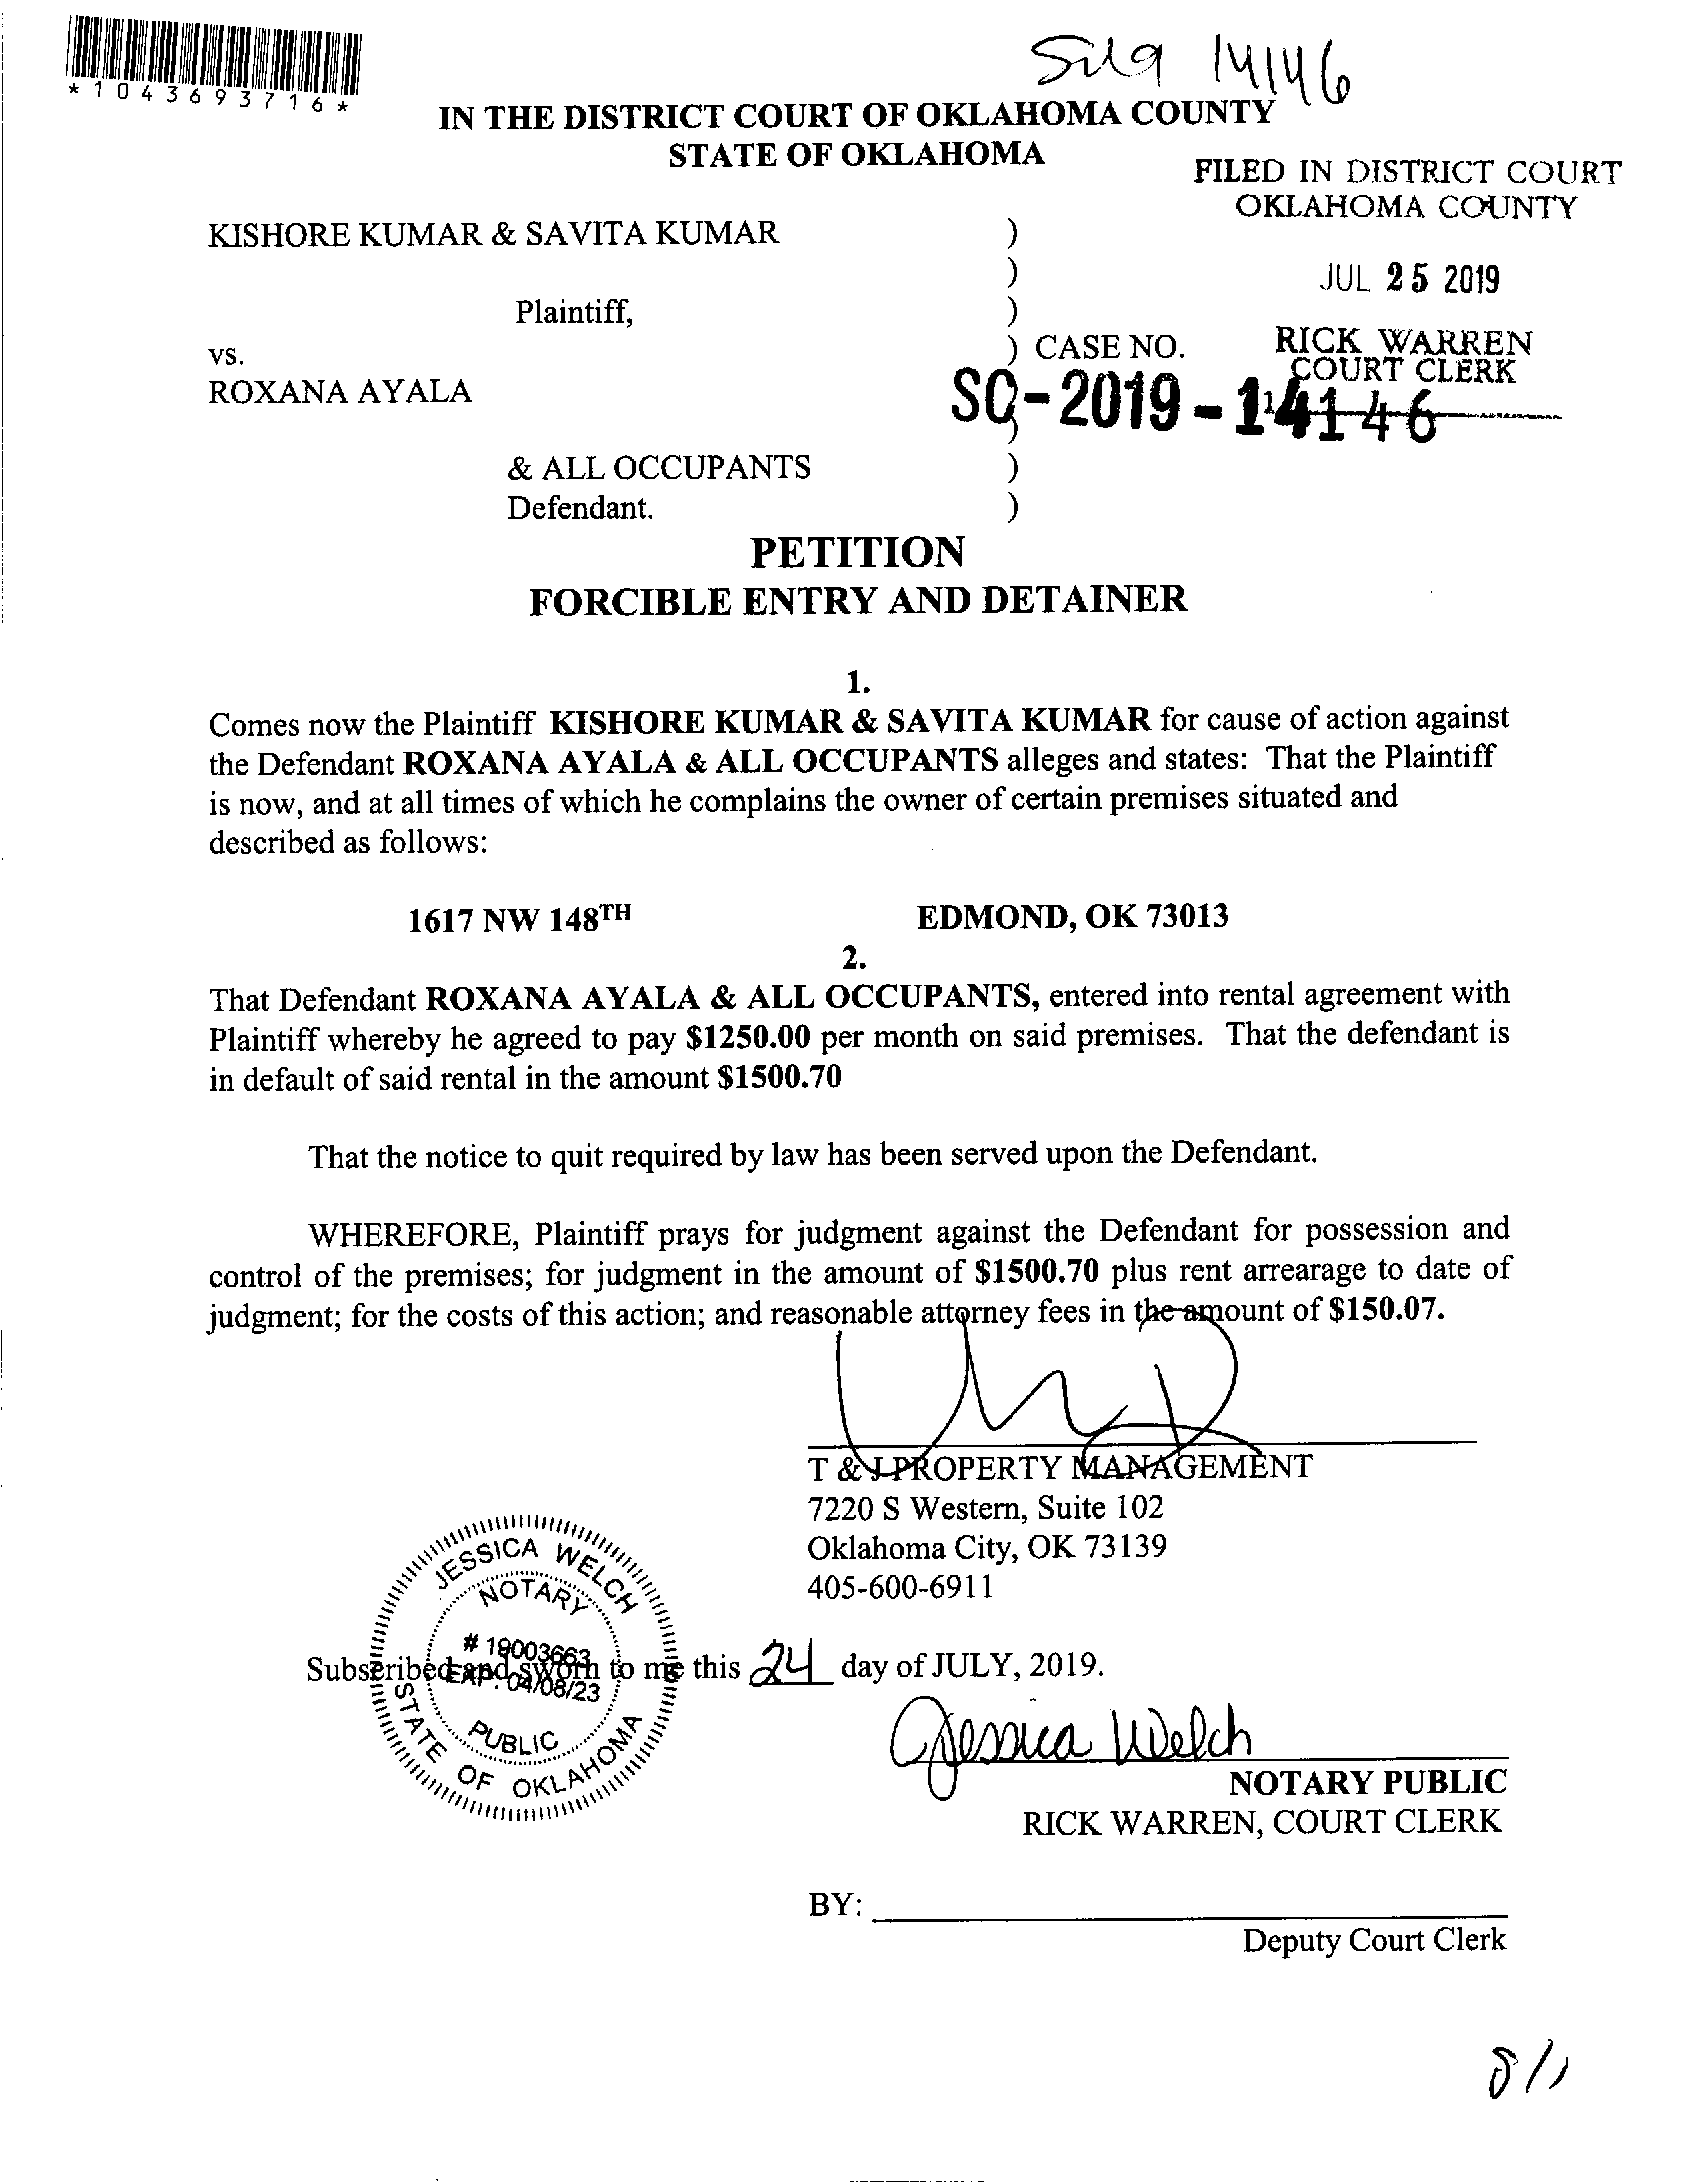 *1043693716*
SC19 14146
IN THE DISTRICT COURT OF OKLAHOMA COUNTY
STATE OF OKLAHOMA
FILED IN DISTRICT COURT
OKLAHOMA COUNTY
KISHORE KUMAR & SAVITA KUMAR )
)
JUL 25 2019
Plaintiff, )
vs. ) CASE NO.
RICK WARREN
COURT CLERK
ROXANA AYALA
SC-2019-14146
& ALL OCCUPANTS )
Defendant. )
PETITION
FORCIBLE ENTRY AND DETAINER
1.
Comes now the Plaintiff KISHORE KUMAR & SAVITA KUMAR for cause of action against
the Defendant ROXANA AYALA & ALL OCCUPANTS alleges and states: That the Plaintiff
is now, and at all times of which he complains the owner of certain premises situated and
described as follows:
1617 NW 148TH EDMOND, OK 73013
2.
That Defendant ROXANA AYALA & ALL OCCUPANTS, entered into rental agreement with
Plaintiff whereby he agreed to pay $1250.00 per month on said premises. That the defendant is
in default of said rental in the amount $1500.70
That the notice to quit required by law has been served upon the Defendant.
WHEREFORE, Plaintiff prays for judgment against the Defendant for possession and
control of the premises; for judgment in the amount of $1500.70 plus rent arrearage to date of
judgment; for the costs of this action; and reasonable attorney fees in the amount of $150.07.
T & J PROPERTY MANAGEMENT
7220 S Western, Suite 102
Oklahoma City, OK 73139
405-600-6911
JESSICA WELCH
NOTARY
# 19003663
EXP. 04/08/23
PUBLIC
STATE OF OKLAHOMA
Subscribed and sworn to me this 24 day of JULY, 2019.
Jessica Welch
NOTARY PUBLIC
RICK WARREN, COURT CLERK
BY:
Deputy Court Clerk
8/1